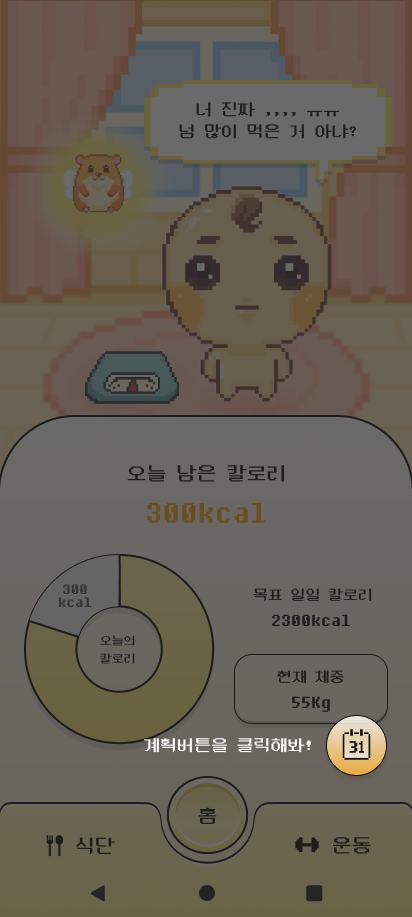 너 진짜 ,,,, ㅠㅠ
넘 많이 먹은 거 아냐?
오늘 남은 칼로리
300kcal
300
kcal
오늘의
칼로리
목표 일일 칼로리
2300kcal
현재 체중
55Kg
계획버튼을 클릭해봐!
31
홈
식단
운동